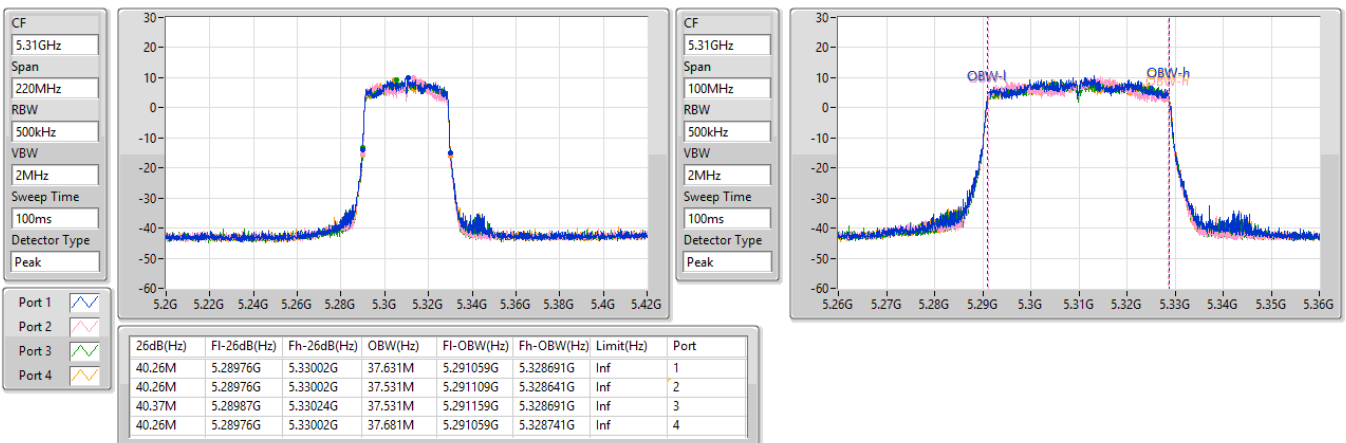 CF
5.31GHz
Span
220MHz
RBW
500kHz
VBW
2MHz
Sweep Time
100ms
Detector Type
Peak
30
20
10
0
-10
-20
-30
-40
-50
-60
5.2G 5.22G 5.24G 5.26G 5.28G 5.3G 5.32G 5.34G 5.36G 5.38G 5.4G 5.42G
CF
5.31GHz
Span
100MHz
RBW
500kHz
VBW
2MHz
Sweep Time
100ms
Detector Type
Peak
30
20
10
0
-10
-20
-30
-40
-50
-60
OBW-l OBW-h
5.26G 5.27G 5.28G 5.29G 5.3G 5.31G 5.32G 5.33G 5.34G 5.35G 5.36G
Port 1
Port 2
Port 3
Port 4
26dB(Hz) Fl-26dB(Hz) Fh-26dB(Hz) OBW(Hz) Fl-OBW(Hz) Fh-OBW(Hz) Limit(Hz) Port
40.26M 5.28976G 5.33002G 37.631M 5.291059G 5.328691G Inf 1
40.26M 5.28976G 5.33002G 37.531M 5.291109G 5.328641G Inf 2
40.37M 5.28987G 5.33024G 37.531M 5.291159G 5.328691G Inf 3
40.26M 5.28976G 5.33002G 37.681M 5.291059G 5.328741G Inf 4